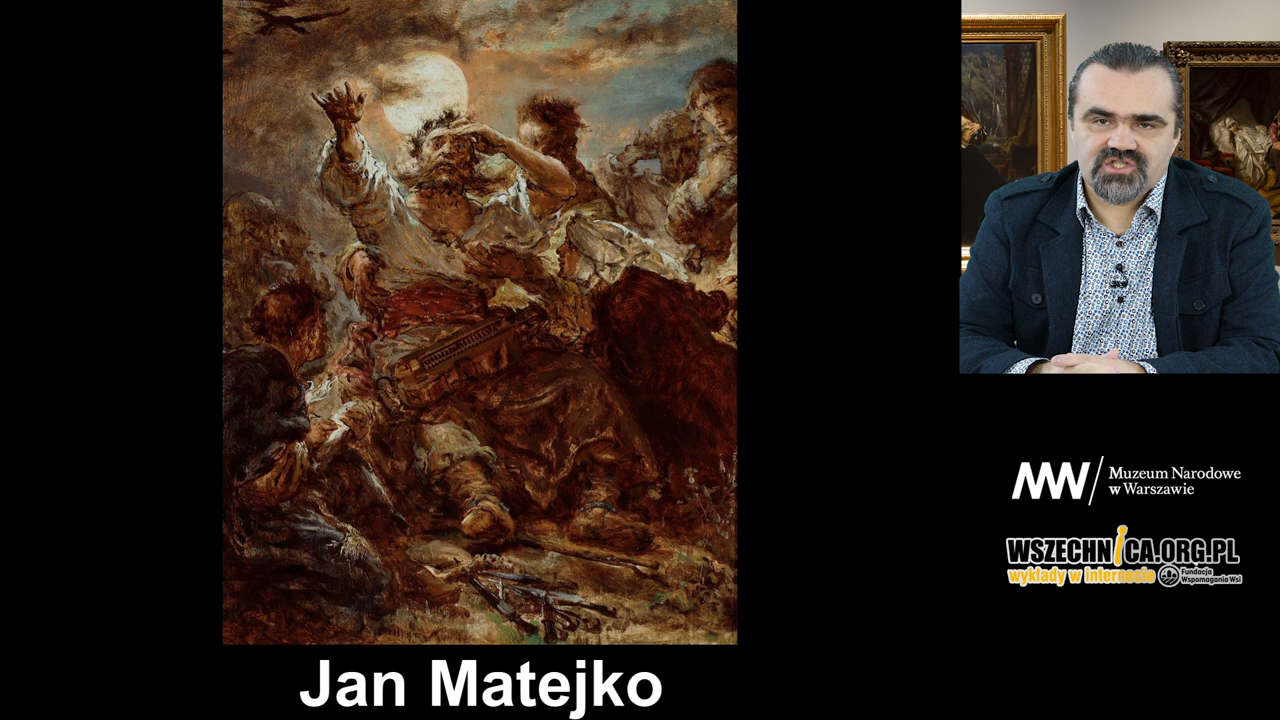 Muzeum Narodowe
w Warszawie
WSZECHNICA.ORG.PL
wykłady w internecie
Fundacja
Wspomagania Wsi
Jan Matejko